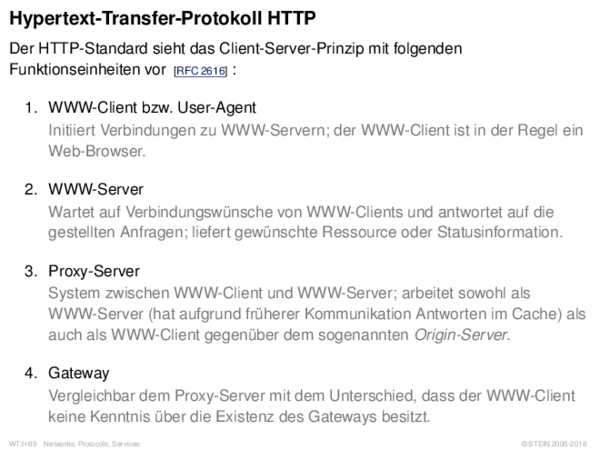 Hypertext-Transfer-Protokoll HTTP
Der HTTP-Standard sieht das Client-Server-Prinzip mit folgenden
Funktionseinheiten vor [RFC 2616] :
1. WWW-Client bzw. User-Agent
Initiiert Verbindungen zu WWW-Servern; der WWW-Client ist in der Regel ein
Web-Browser.
2. WWW-Server
Wartet auf Verbindungswünsche von WWW-Clients und antwortet auf die
gestellten Anfragen; liefert gewünschte Ressource oder Statusinformation.
3. Proxy-Server
System zwischen WWW-Client und WWW-Server; arbeitet sowohl als
WWW-Server (hat aufgrund früherer Kommunikation Antworten im Cache) als
auch als WWW-Client gegenüber dem sogenannten Origin-Server.
4. Gateway
Vergleichbar dem Proxy-Server mit dem Unterschied, dass der WWW-Client
keine Kenntnis über die Existenz des Gateways besitzt.
WT:II-89 Networks, Protocols, Services © STEIN 2005-2018